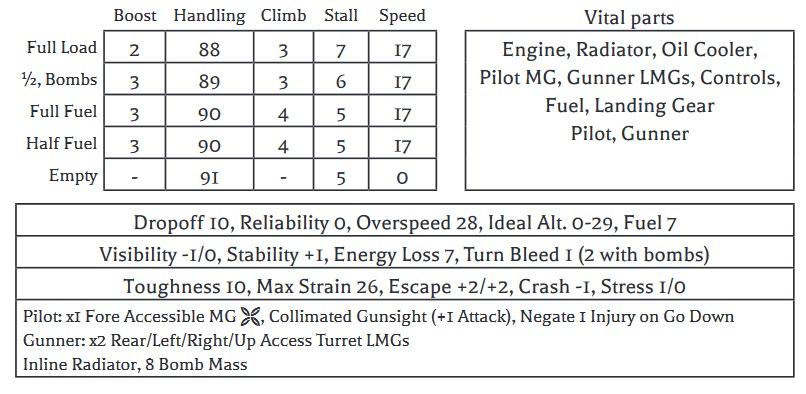 Boost Handling Climb Stall Speed
Full Load 2 88 3 7 17
½, Bombs 3 89 3 6 17
Full Fuel 3 90 4 5 17
Half Fuel 3 90 4 5 17
Empty - 91 - 5 0
Vital parts
Engine, Radiator, Oil Cooler,
Pilot MG, Gunner LMGs, Controls,
Fuel, Landing Gear
Pilot, Gunner
Dropoff 10, Reliability 0, Overspeed 28, Ideal Alt. 0-29, Fuel 7
Visibility -1/0, Stability +1, Energy Loss 7, Turn Bleed 1 (2 with bombs)
Toughness 10, Max Strain 26, Escape +2/+2, Crash -1, Stress 1/0
Pilot: x1 Fore Accessible MG, Collimated Gunsight (+1 Attack), Negate 1 Injury on Go Down
Gunner: x2 Rear/Left/Right/Up Access Turret LMGs
Inline Radiator, 8 Bomb Mass